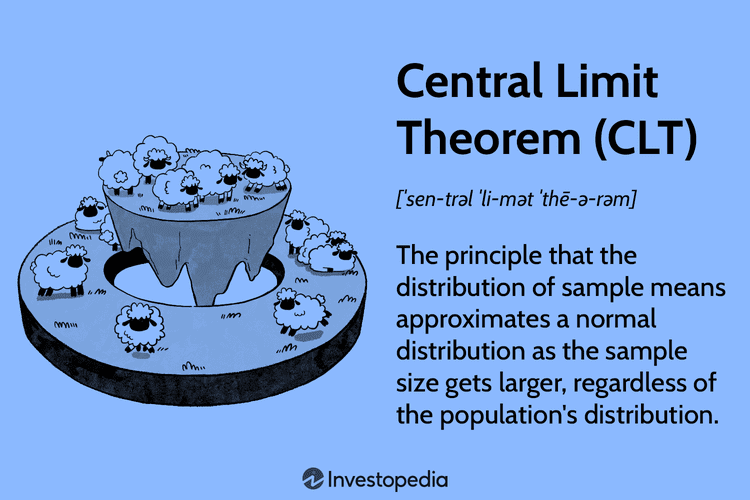 Central Limit
Theorem (CLT)
[ˈsen-trəl ˈli-mət ˈthē-ə-rəm]
The principle that the
distribution of sample means
approximates a normal
distribution as the sample
size gets larger, regardless of
the population's distribution.
Investopedia